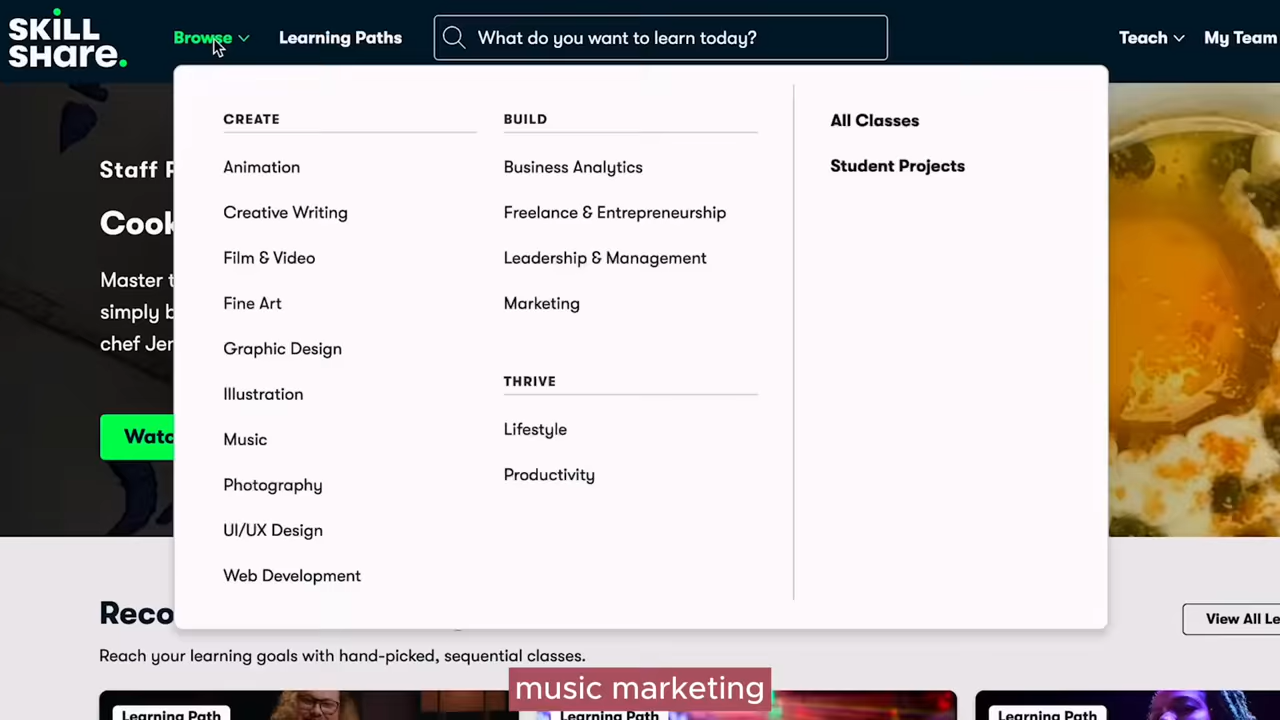 SKILL
SHARE.
Browse
Learning Paths
What do you want to learn today?
Teach
My Team
CREATE
Animation
Creative Writing
Film & Video
Fine Art
Graphic Design
Illustration
Music
Photography
UI/UX Design
Web Development
BUILD
Business Analytics
Freelance & Entrepreneurship
Leadership & Management
Marketing
THRIVE
Lifestyle
Productivity
All Classes
Student Projects
Staff P
Cook
Master t
simply b
chef Jer
Watc
Reco
View All Le
Reach your learning goals with hand-picked, sequential classes.
music marketing
Learning Path
Learning Path
Learning Path